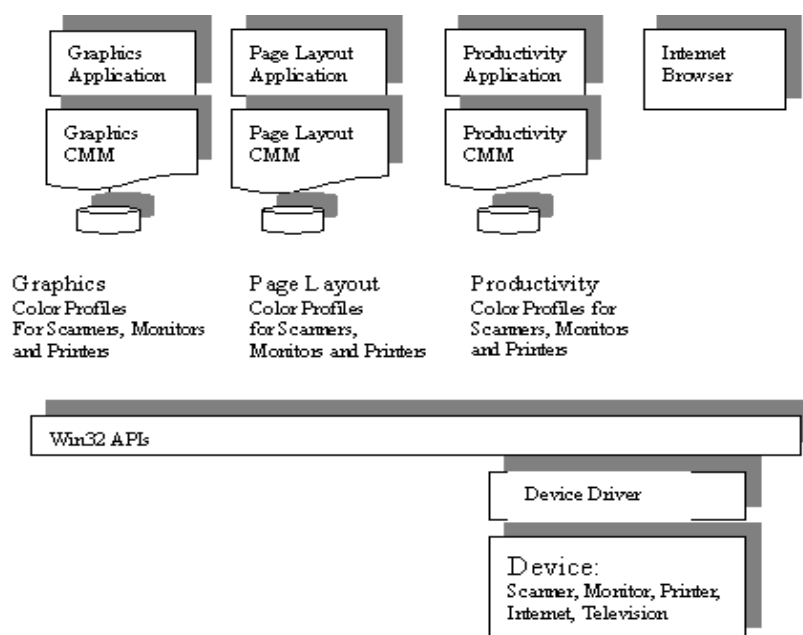 Graphics
Application
Page Layout
Application
Productivity
Application
Internet
Browser
Graphics
CMM
Page Layout
CMM
Productivity
CMM
Graphics
Color Profiles
For Scanners, Monitors
and Printers
Page Layout
Color Profiles
for Scanners,
Monitors and Printers
Productivity
Color Profiles for
Scanners, Monitors
and Printers
Win32 APIs
Device Driver
Device:
Scanner, Monitor, Printer,
Internet, Television